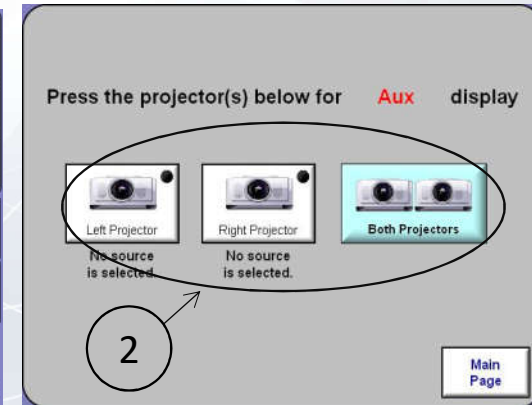 Press the projector(s) below for Aux display
Left Projector
Right Projector
Both Projectors
No source
is selected.
No source
is selected.
2
Main
Page